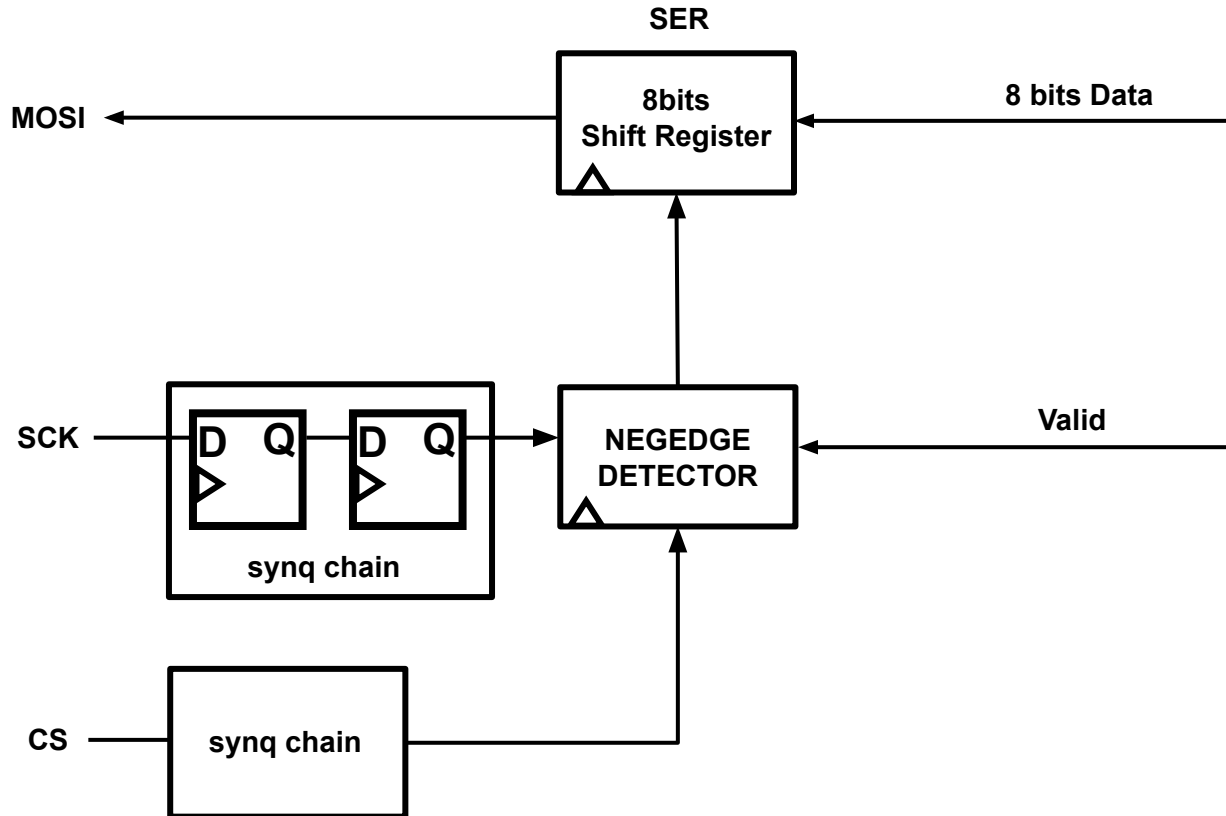 SER
MOSI
8bits
Shift Register
8 bits Data
SCK
D Q
D Q
synq chain
NEGEDGE
DETECTOR
Valid
CS
synq chain